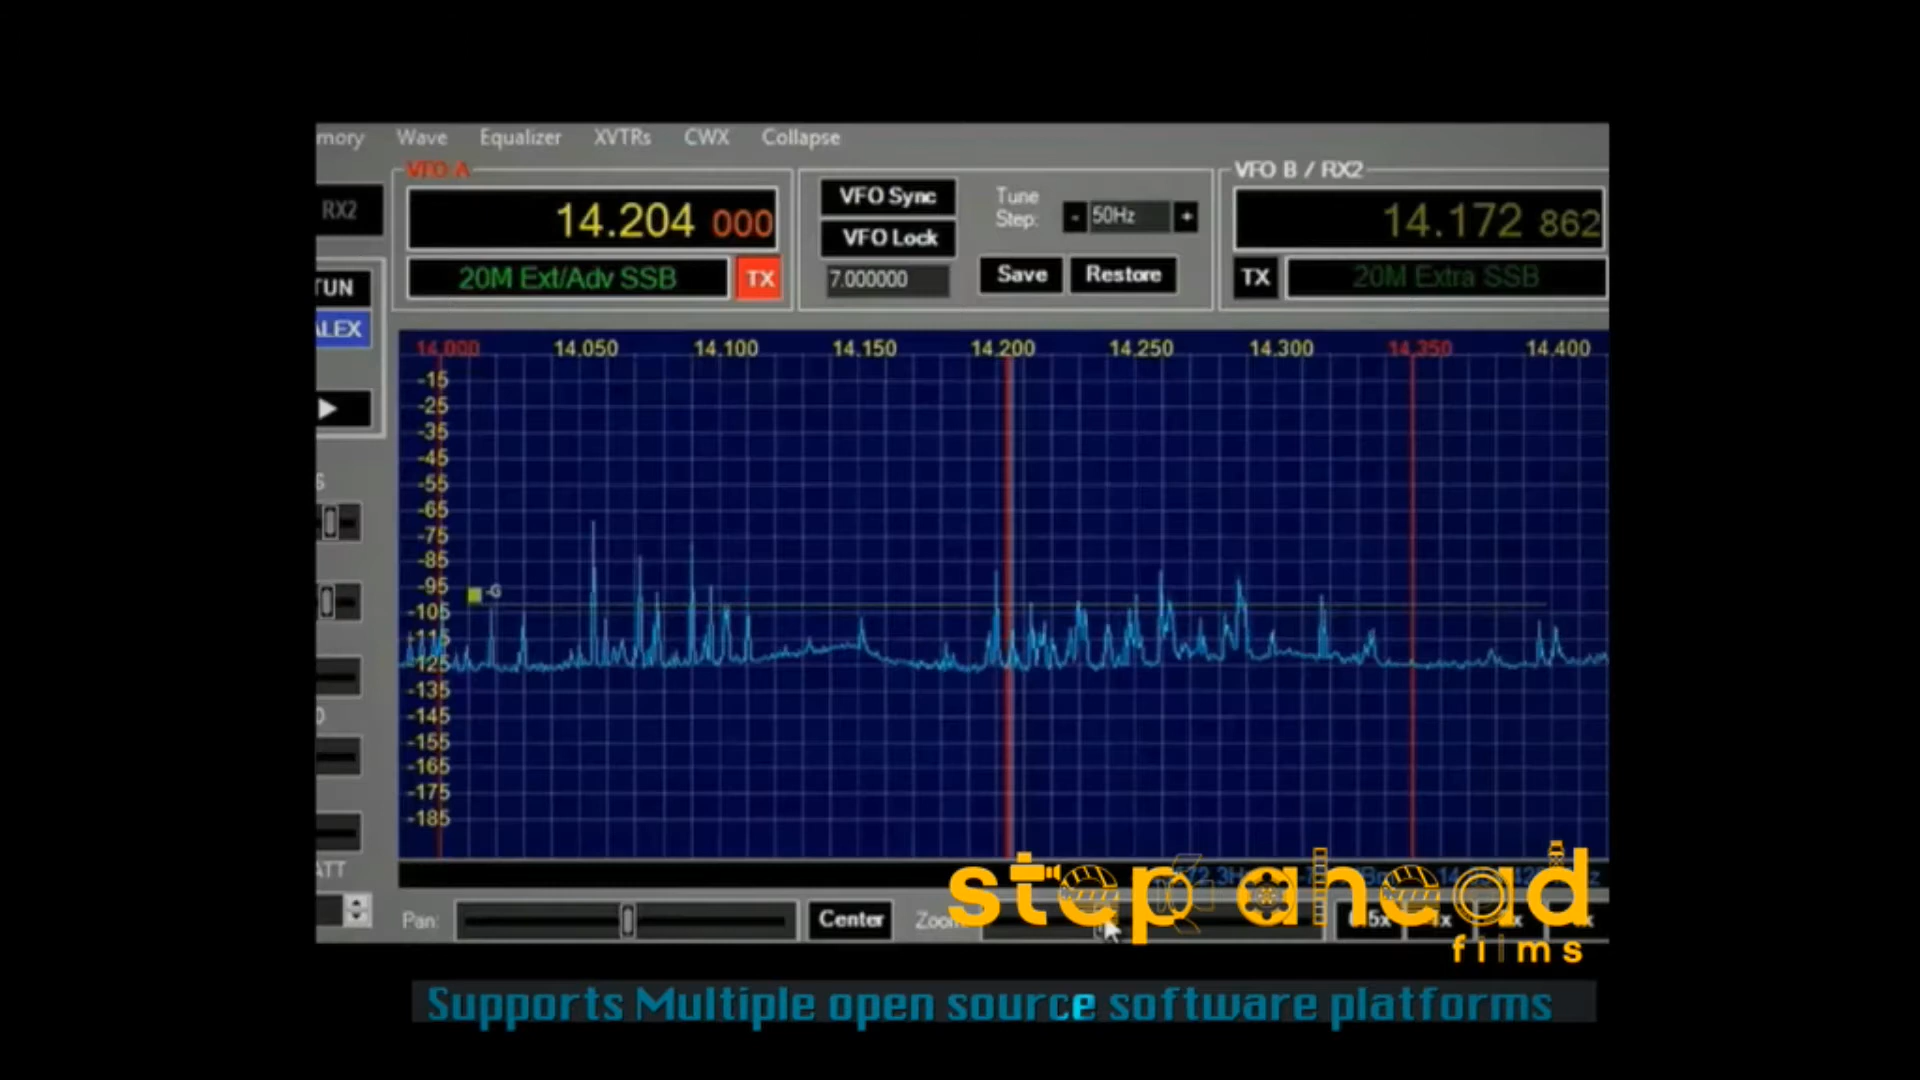 mory Wave Equalizer XVTRs CWX Collapse
VFO A
VFO B / RX2
RX2
14.204 000
VFO Sync
Tune
Step:
- 50Hz +
14.172 862
VFO Lock
20M Ext/Adv SSB TX
7.000000
Save Restore
TX 20M Extra SSB
TUN
ALEX
14.000 14.050 14.100 14.150 14.200 14.250 14.300 14.350 14.400
-15
-25
-35
-45
-55
-65
-75
-85
-95
-G
-105
-115
-125
-135
-145
-155
-165
-175
-185
ATT
step ahead
films
Pan: Center Zoom
Supports Multiple open source software platforms